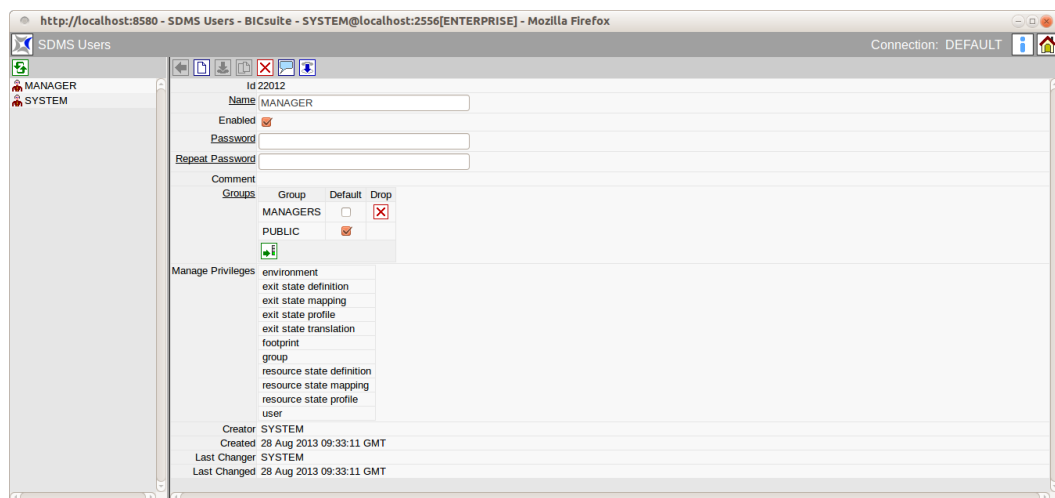 http://localhost:8580 - SDMS Users - BICsuite - SYSTEM@localhost:2556[ENTERPRISE] - Mozilla Firefox
SDMS Users
Connection: DEFAULT
MANAGER
SYSTEM
Id 22012
Name MANAGER
Enabled
Password
Repeat Password
Comment
Groups Group Default Drop
MANAGERS
PUBLIC
Manage Privileges environment
exit state definition
exit state mapping
exit state profile
exit state translation
footprint
group
resource state definition
resource state mapping
resource state profile
user
Creator SYSTEM
Created 28 Aug 2013 09:33:11 GMT
Last Changer SYSTEM
Last Changed 28 Aug 2013 09:33:11 GMT